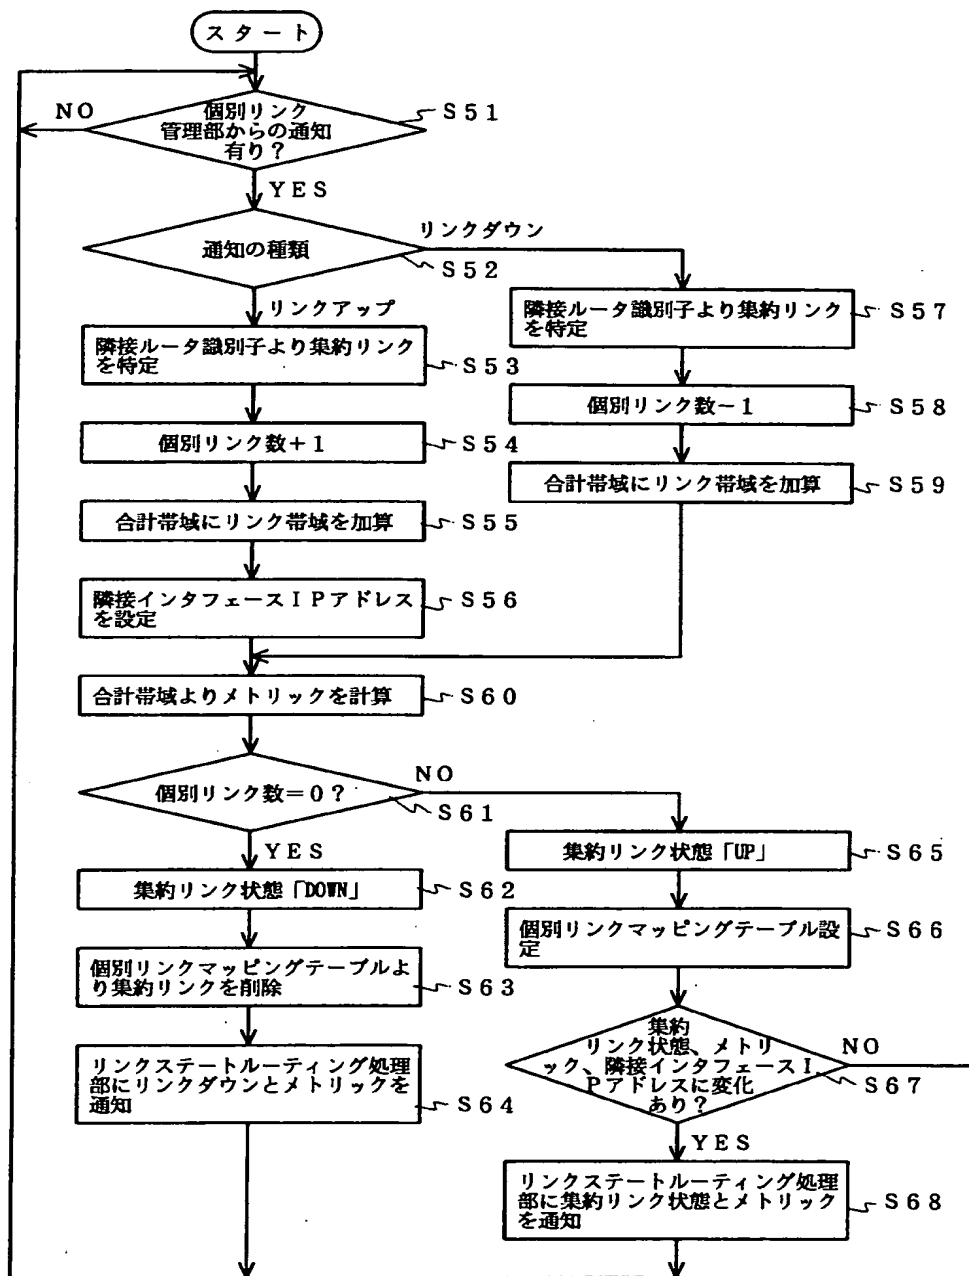 スタート
NO
個別リンク
管理部からの通知
有り？
S51
YES
通知の種類
リンクダウン
S52
リンクアップ
隣接ルータ識別子より集約リンク
を特定
S53
個別リンク数＋1
S54
合計帯域にリンク帯域を加算
S55
隣接インタフェースIPアドレス
を設定
S56
隣接ルータ識別子より集約リンク
を特定
S57
個別リンク数－1
S58
合計帯域にリンク帯域を加算
S59
合計帯域よりメトリックを計算
S60
個別リンク数＝0？
NO
S61
YES
集約リンク状態「DOWN」
S62
個別リンクマッピングテーブルよ
り集約リンクを削除
S63
リンクステートルーティング処理
部にリンクダウンとメトリックを
通知
S64
集約リンク状態「UP」
S65
個別リンクマッピングテーブル設
定
S66
集約
リンク状態、メトリ
ック、隣接インタフェースI
Pアドレスに変化
あり？
NO
S67
YES
リンクステートルーティング処理
部に集約リンク状態とメトリック
を通知
S68